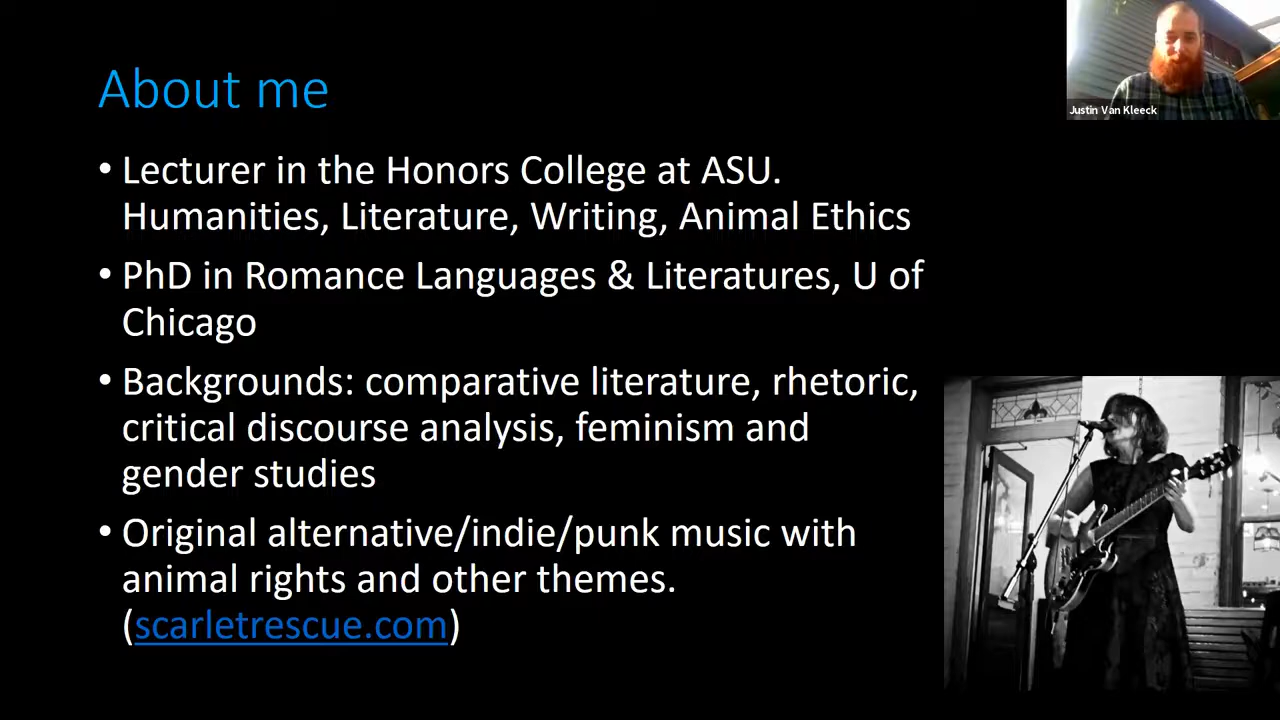 About me
Justin Van Kleeck
• Lecturer in the Honors College at ASU.
Humanities, Literature, Writing, Animal Ethics
• PhD in Romance Languages & Literatures, U of
Chicago
• Backgrounds: comparative literature, rhetoric,
critical discourse analysis, feminism and
gender studies
• Original alternative/indie/punk music with
animal rights and other themes.
(scarletrescue.com)